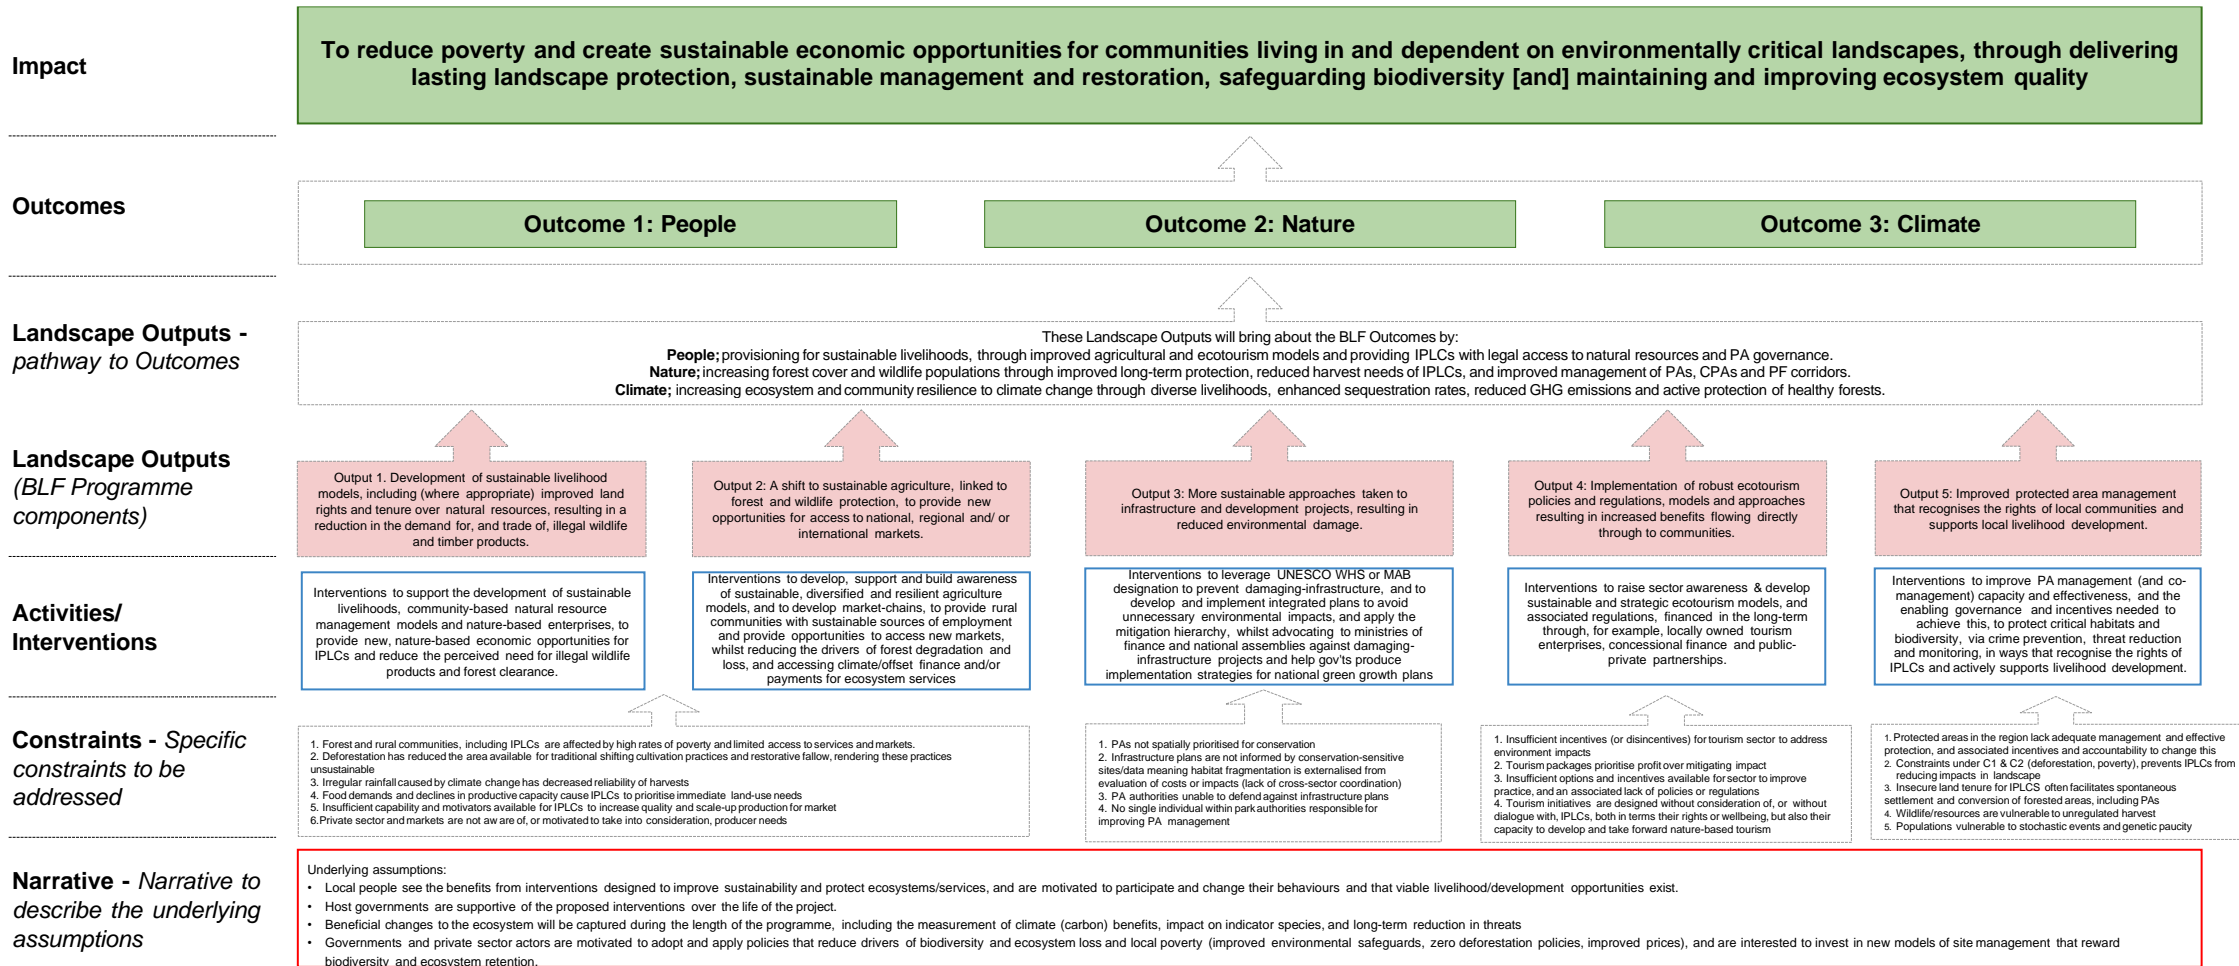 Impact
To reduce poverty and create sustainable economic opportunities for communities living in and dependent on environmentally critical landscapes, through delivering
lasting landscape protection, sustainable management and restoration, safeguarding biodiversity [and] maintaining and improving ecosystem quality
Outcomes
Outcome 1: People
Outcome 2: Nature
Outcome 3: Climate
Landscape Outputs -
pathway to Outcomes
These Landscape Outputs will bring about the BLF Outcomes by:
People; provisioning for sustainable livelihoods, through improved agricultural and ecotourism models and providing IPLCs with legal access to natural resources and PA governance.
Nature; increasing forest cover and wildlife populations through improved long-term protection, reduced harvest needs of IPLCs, and improved management of PAs, CPAs and PF corridors.
Climate; increasing ecosystem and community resilience to climate change through diverse livelihoods, enhanced sequestration rates, reduced GHG emissions and active protection of healthy forests.
Landscape Outputs
(BLF Programme
components)
Output 1. Development of sustainable livelihood
models, including (where appropriate) improved land
rights and tenure over natural resources, resulting in a
reduction in the demand for, and trade of, illegal wildlife
and timber products.
Output 2: A shift to sustainable agriculture, linked to
forest and wildlife protection, to provide new
opportunities for access to national, regional and/ or
international markets.
Output 3: More sustainable approaches taken to
infrastructure and development projects, resulting in
reduced environmental damage.
Output 4: Implementation of robust ecotourism
policies and regulations, models and approaches
resulting in increased benefits flowing directly
through to communities.
Output 5: Improved protected area management
that recognises the rights of local communities and
supports local livelihood development.
Activities/
Interventions
Interventions to support the development of sustainable
livelihoods, community-based natural resource
management models and nature-based enterprises, to
provide new, nature-based economic opportunities for
IPLCs and reduce the perceived need for illegal wildlife
products and forest clearance.
Interventions to develop, support and build awareness
of sustainable, diversified and resilient agriculture
models, and to develop market-chains, to provide rural
communities with sustainable sources of employment
and provide opportunities to access new markets,
whilst reducing the drivers of forest degradation and
loss, and accessing climate/offset finance and/or
payments for ecosystem services
Interventions to leverage UNESCO WHS or MAB
designation to prevent damaging-infrastructure, and to
develop and implement integrated plans to avoid
unnecessary environmental impacts, and apply the
mitigation hierarchy, whilst advocating to ministries of
finance and national assemblies against damaging-
infrastructure projects and help gov'ts produce
implementation strategies for national green growth plans
Interventions to raise sector awareness & develop
sustainable and strategic ecotourism models, and
associated regulations, financed in the long-term
through, for example, locally owned tourism
enterprises, concessional finance and public-
private partnerships.
Interventions to improve PA management (and co-
management) capacity and effectiveness, and the
enabling governance and incentives needed to
achieve this, to protect critical habitats and
biodiversity, via crime prevention, threat reduction
and monitoring, in ways that recognise the rights of
IPLCs and actively supports livelihood development.
Constraints - Specific
constraints to be
addressed
1. Forest and rural communities, including IPLCs are affected by high rates of poverty and limited access to services and markets.
2. Deforestation has reduced the area available for traditional shifting cultivation practices and restorative fallow, rendering these practices
unsustainable
3. Irregular rainfall caused by climate change has decreased reliability of harvests
4. Food demands and declines in productive capacity cause IPLCs to prioritise immediate land-use needs
5. Insufficient capability and motivators available for IPLCs to increase quality and scale-up production for market
6. Private sector and markets are not aware of, or motivated to take into consideration, producer needs
1. PAs not spatially prioritised for conservation
2. Infrastructure plans are not informed by conservation-sensitive
sites/data meaning habitat fragmentation is externalised from
evaluation of costs or impacts (lack of cross-sector coordination)
3. PA authorities unable to defend against infrastructure plans
4. No single individual within park authorities responsible for
improving PA management
1. Insufficient incentives (or disincentives) for tourism sector to address
environment impacts
2. Tourism packages prioritise profit over mitigating impact
3. Insufficient options and incentives available for sector to improve
practice, and an associated lack of policies or regulations
4. Tourism initiatives are designed without consideration of, or without
dialogue with, IPLCs, both in terms their rights or wellbeing, but also their
capacity to develop and take forward nature-based tourism
1. Protected areas in the region lack adequate management and effective
protection, and associated incentives and accountability to change this
2. Constraints under C1 & C2 (deforestation, poverty), prevents IPLCs from
reducing impacts in landscape
3. Insecure land tenure for IPLCS often facilitates spontaneous
settlement and conversion of forested areas, including PAs
4. Wildlife/resources are vulnerable to unregulated harvest
5. Populations vulnerable to stochastic events and genetic paucity
Narrative - Narrative to
describe the underlying
assumptions
Underlying assumptions:
• Local people see the benefits from interventions designed to improve sustainability and protect ecosystems/services, and are motivated to participate and change their behaviours and that viable livelihood/development opportunities exist.
• Host governments are supportive of the proposed interventions over the life of the project.
• Beneficial changes to the ecosystem will be captured during the length of the programme, including the measurement of climate (carbon) benefits, impact on indicator species, and long-term reduction in threats
• Governments and private sector actors are motivated to adopt and apply policies that reduce drivers of biodiversity and ecosystem loss and local poverty (improved environmental safeguards, zero deforestation policies, improved prices), and are interested to invest in new models of site management that reward
biodiversity and ecosystem retention.